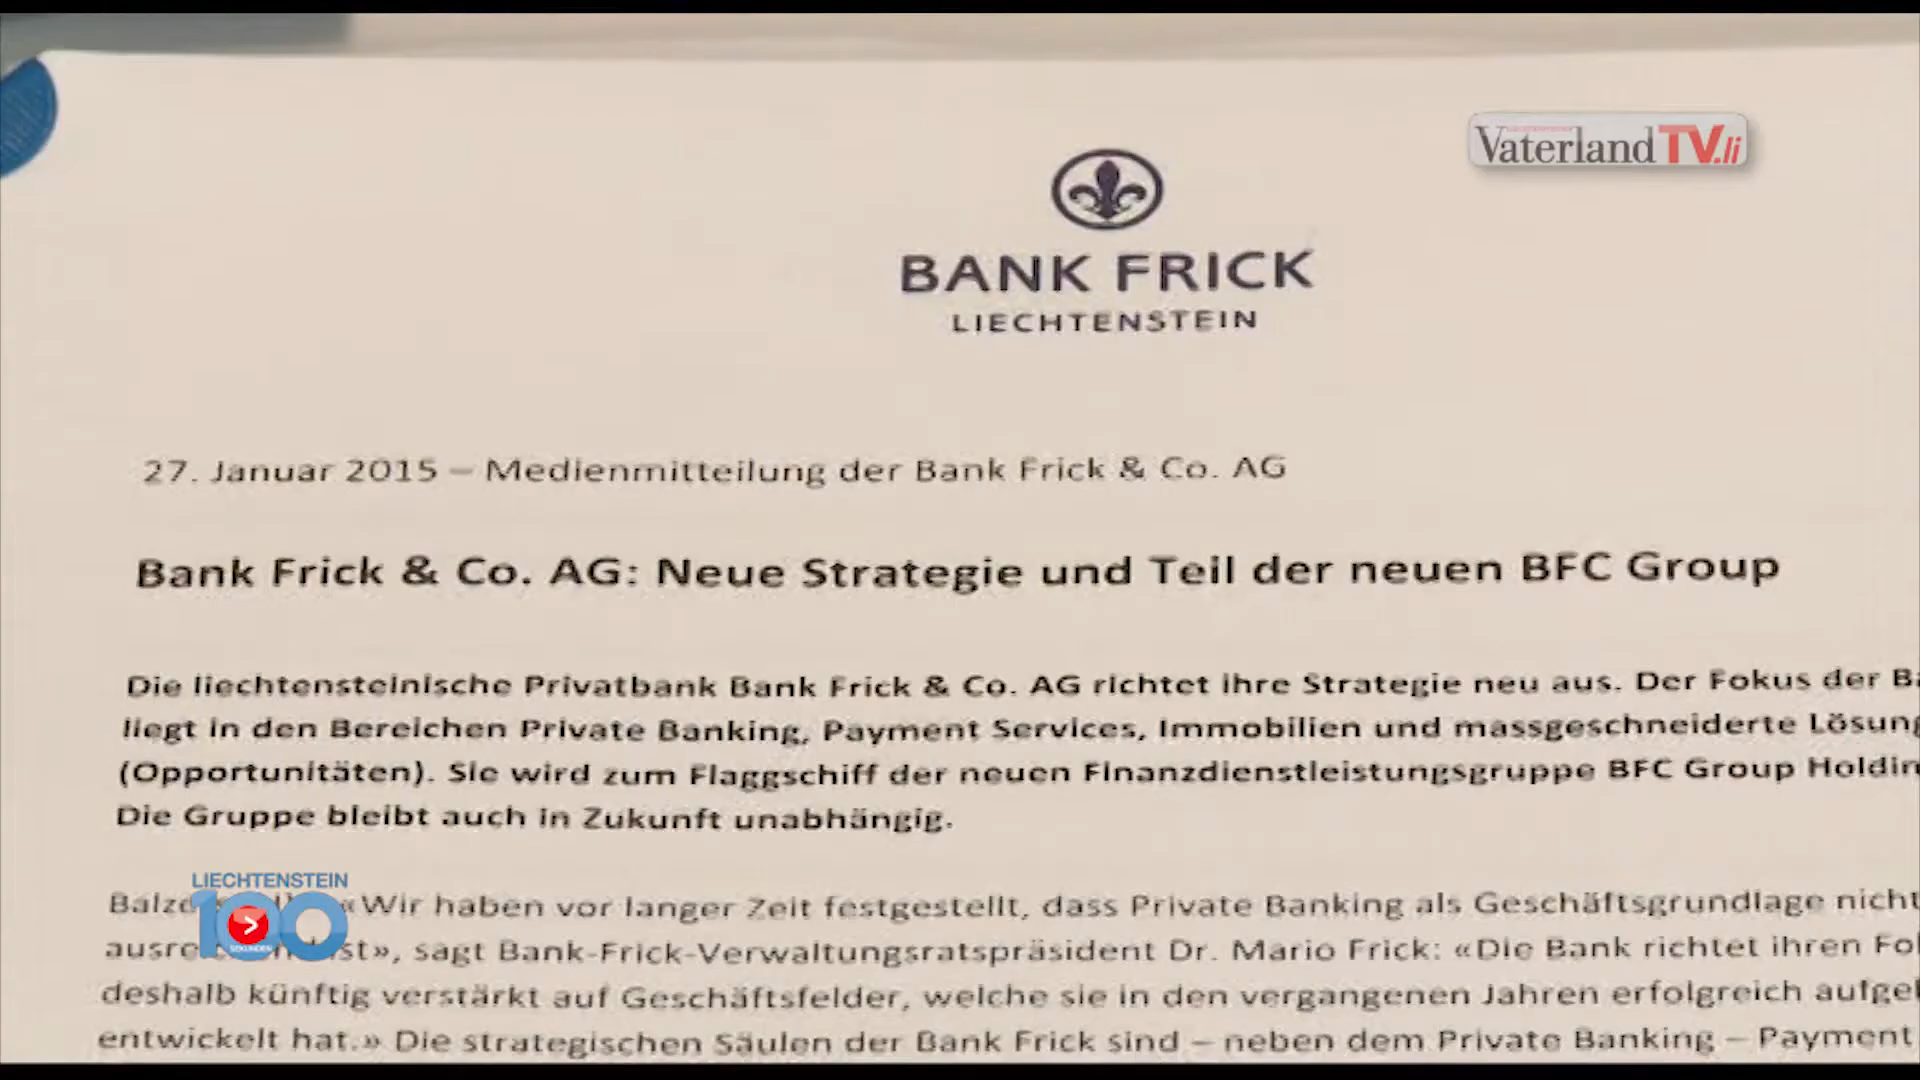 Vaterland TV.li
BANK FRICK
LIECHTENSTEIN
27. Januar 2015 – Medienmitteilung der Bank Frick & Co. AG
Bank Frick & Co. AG: Neue Strategie und Teil der neuen BFC Group
Die liechtensteinische Privatbank Bank Frick & Co. AG richtet ihre Strategie neu aus. Der Fokus der
liegt in den Bereichen Private Banking, Payment Services, Immobilien und massgeschneiderte
(Opportunitäten). Sie wird zum Flaggschiff der neuen Finanzdienstleistungsgruppe BFC Group
Die Gruppe bleibt auch in Zukunft unabhängig.
LIECHTENSTEIN
100
SEKUNDEN
«Wir haben vor langer Zeit festgestellt, dass Private Banking als Geschäftsgrundlage nicht
sagt Bank-Frick-Verwaltungsratspräsident Dr. Mario Frick: «Die Bank richtet ihren
deshalb künftig verstärkt auf Geschäftsfelder, welche sie in den vergangenen Jahren erfolgreich
entwickelt hat.» Die strategischen Säulen der Bank Frick sind – neben dem Private Banking – Payment